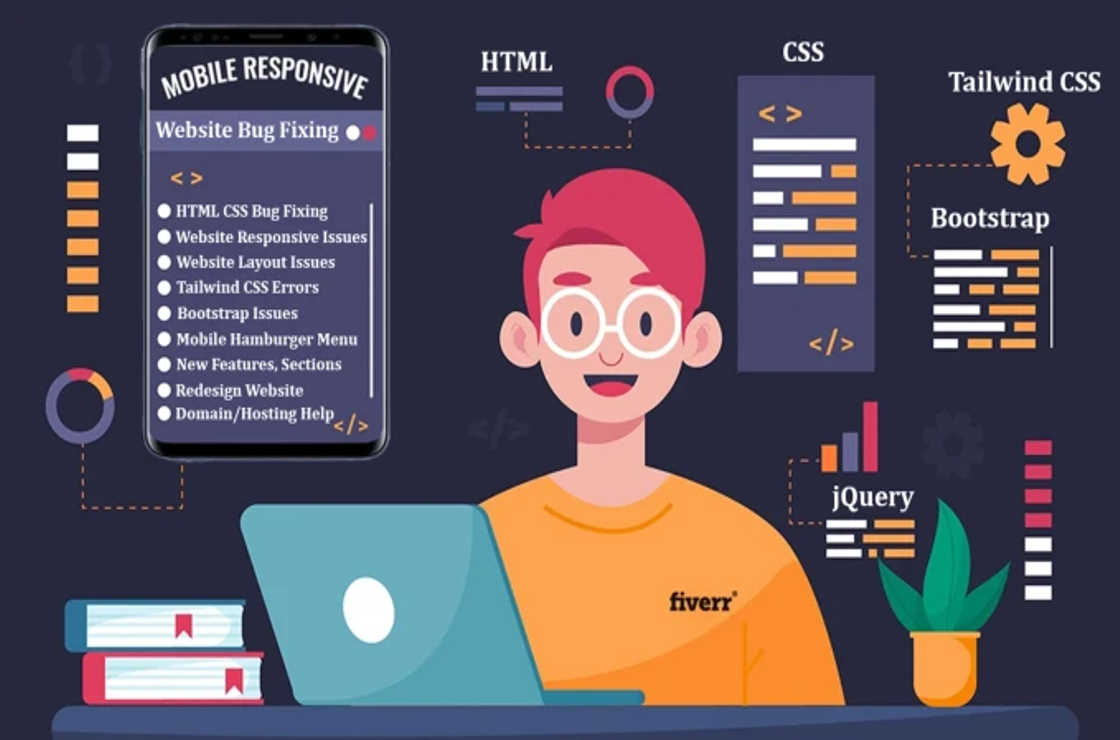 MOBILE RESPONSIVE
Website Bug Fixing
< >
HTML CSS Bug Fixing
Website Responsive Issues
Website Layout Issues
Tailwind CSS Errors
Bootstrap Issues
Mobile Hamburger Menu
New Features, Sections
Redesign Website
Domain/Hosting Help
</>
HTML
CSS
< >
</>
Tailwind CSS
Bootstrap
jQuery
fiverr®
{ }
</>